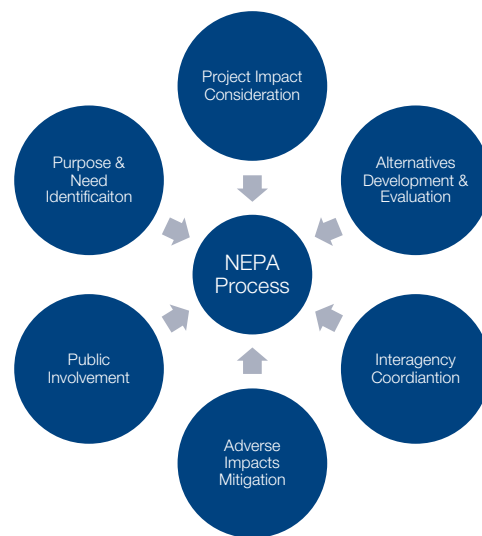 Project Impact
Consideration
Purpose &
Need
Identificaiton
Alternatives
Development &
Evaluation
NEPA
Process
Public
Involvement
Interagency
Coordiantion
Adverse
Impacts
Mitigation